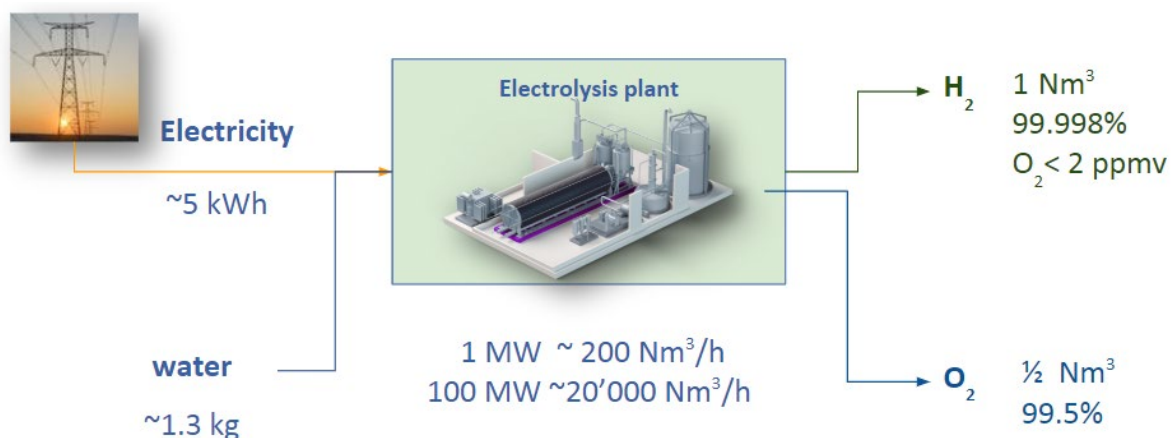 Electricity
~5 kWh
water
~1.3 kg
Electrolysis plant
1 MW ~ 200 Nm³/h
100 MW ~20’000 Nm³/h
H₂
1 Nm³
99.998%
O₂< 2 ppmv
O₂
½ Nm³
99.5%